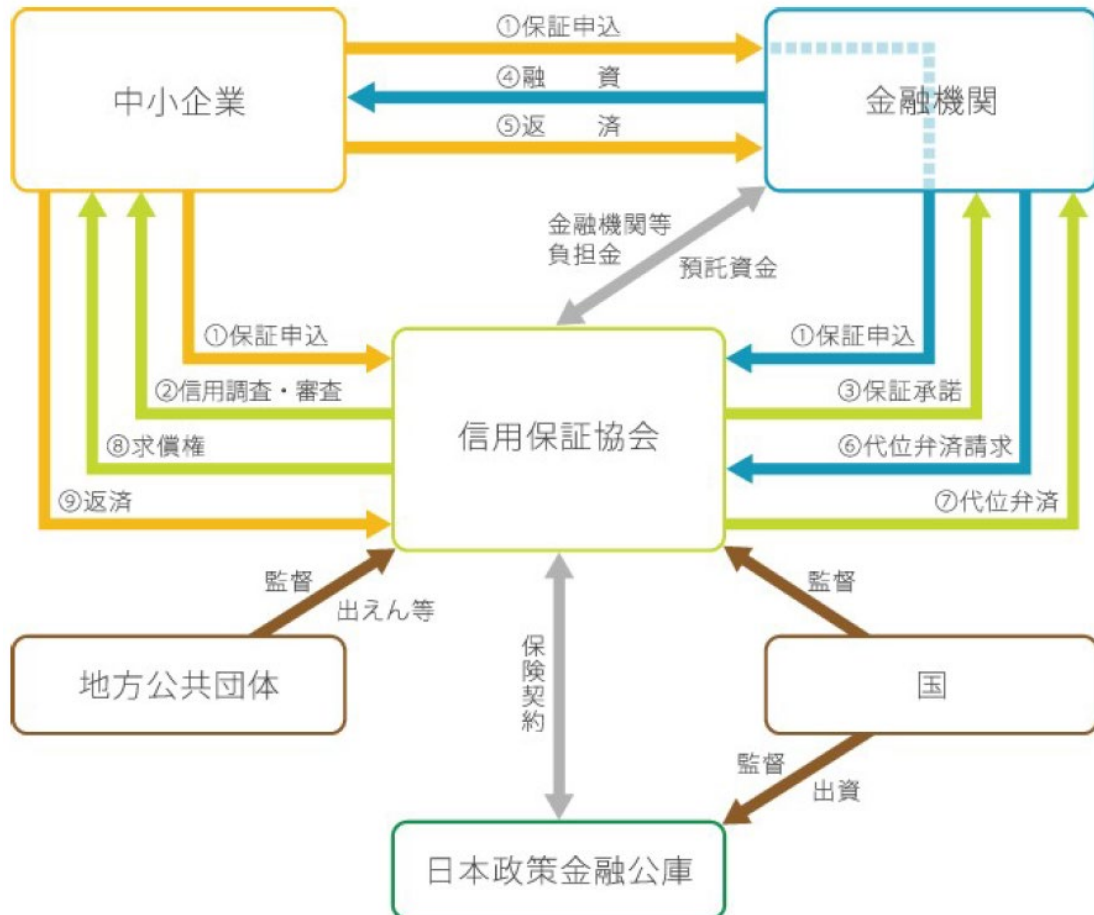 ①保証申込
④融　　資
⑤返　　済
中小企業
金融機関
金融機関等
負担金
預託資金
①保証申込
②信用調査・審査
⑧求償権
⑨返済
信用保証協会
①保証申込
③保証承諾
⑥代位弁済請求
⑦代位弁済
監督
出えん等
地方公共団体
保険契約
監督
国
監督
出資
日本政策金融公庫